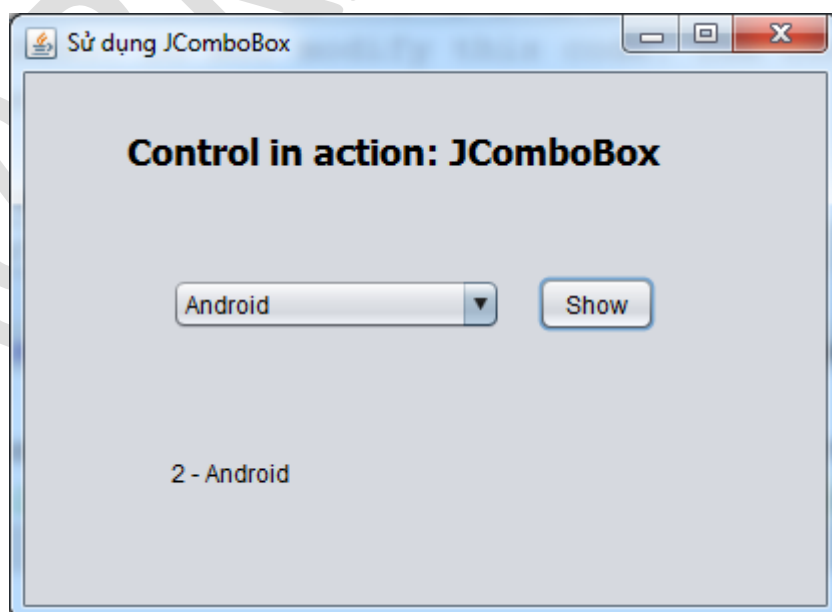 Sử dụng JComboBox
Control in action: JComboBox
Android
Show
2 - Android